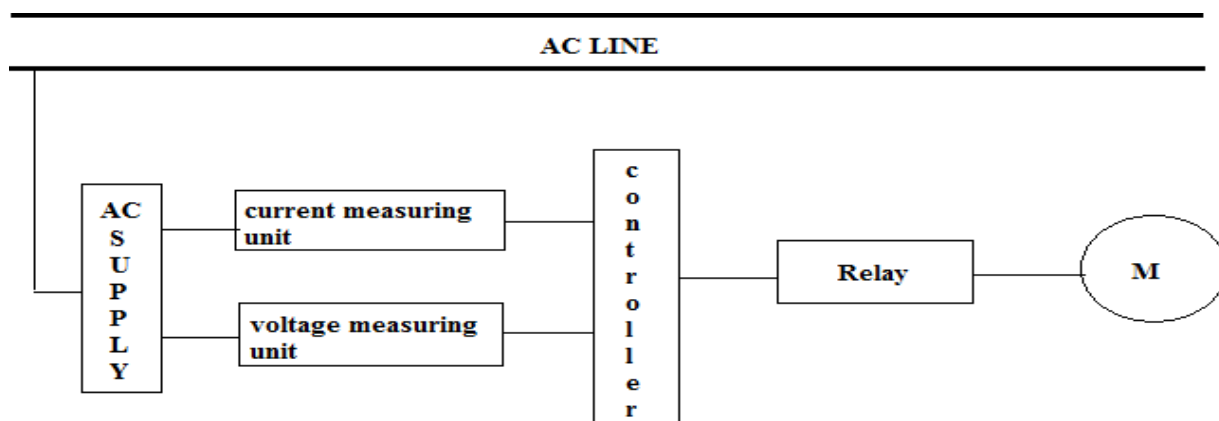 AC LINE
AC
S
U
P
P
L
Y
current measuring
unit
voltage measuring
unit
c
o
n
t
r
o
l
l
e
r
Relay
M